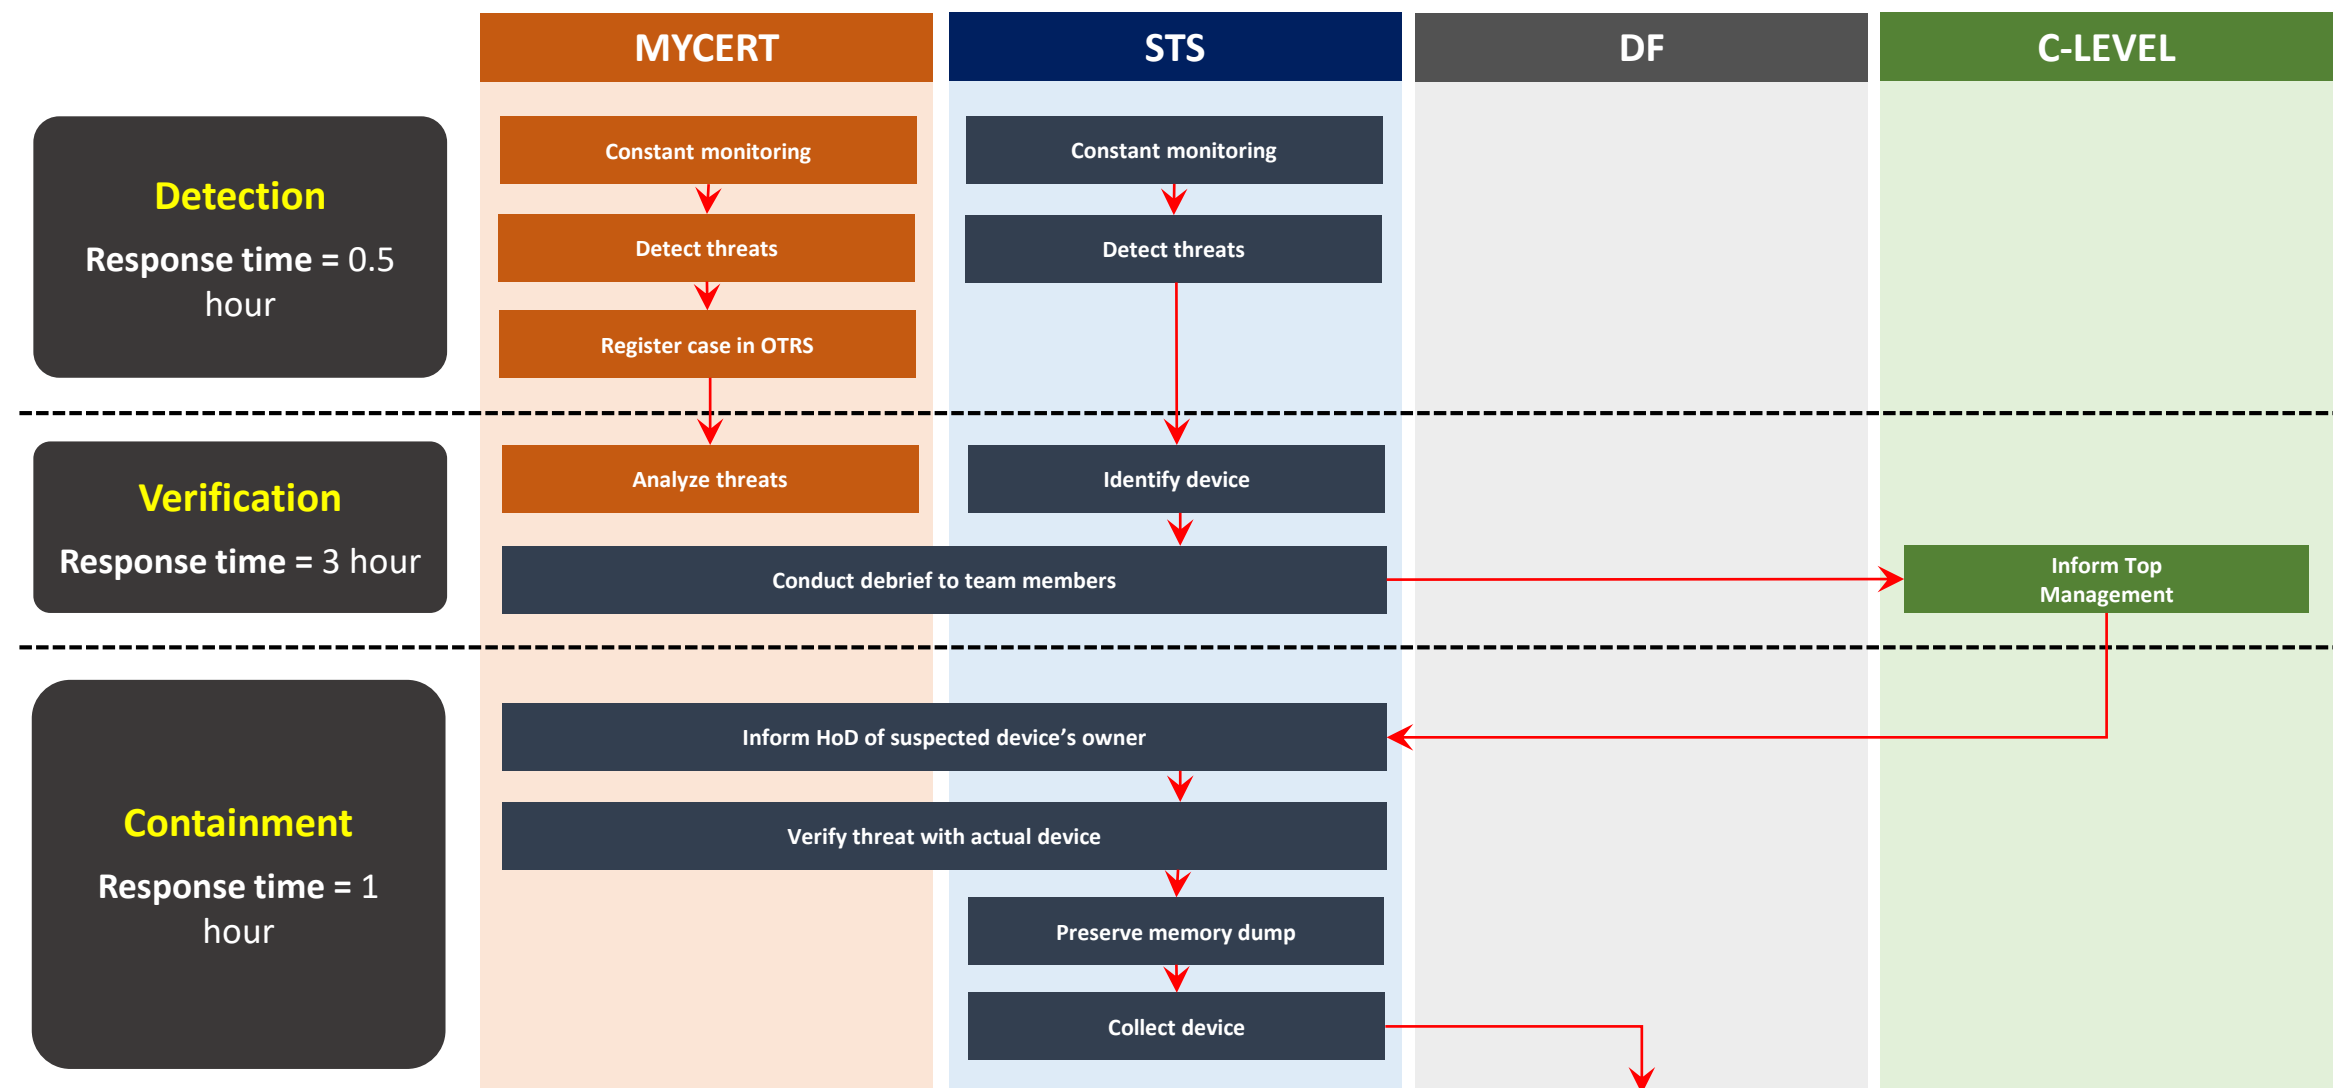 MYCERT
STS
DF
C-LEVEL
Detection
Response time = 0.5
hour
Constant monitoring
Constant monitoring
Detect threats
Detect threats
Register case in OTRS
Verification
Response time = 3 hour
Analyze threats
Identify device
Conduct debrief to team members
Inform Top
Management
Containment
Response time = 1
hour
Inform HoD of suspected device’s owner
Verify threat with actual device
Preserve memory dump
Collect device